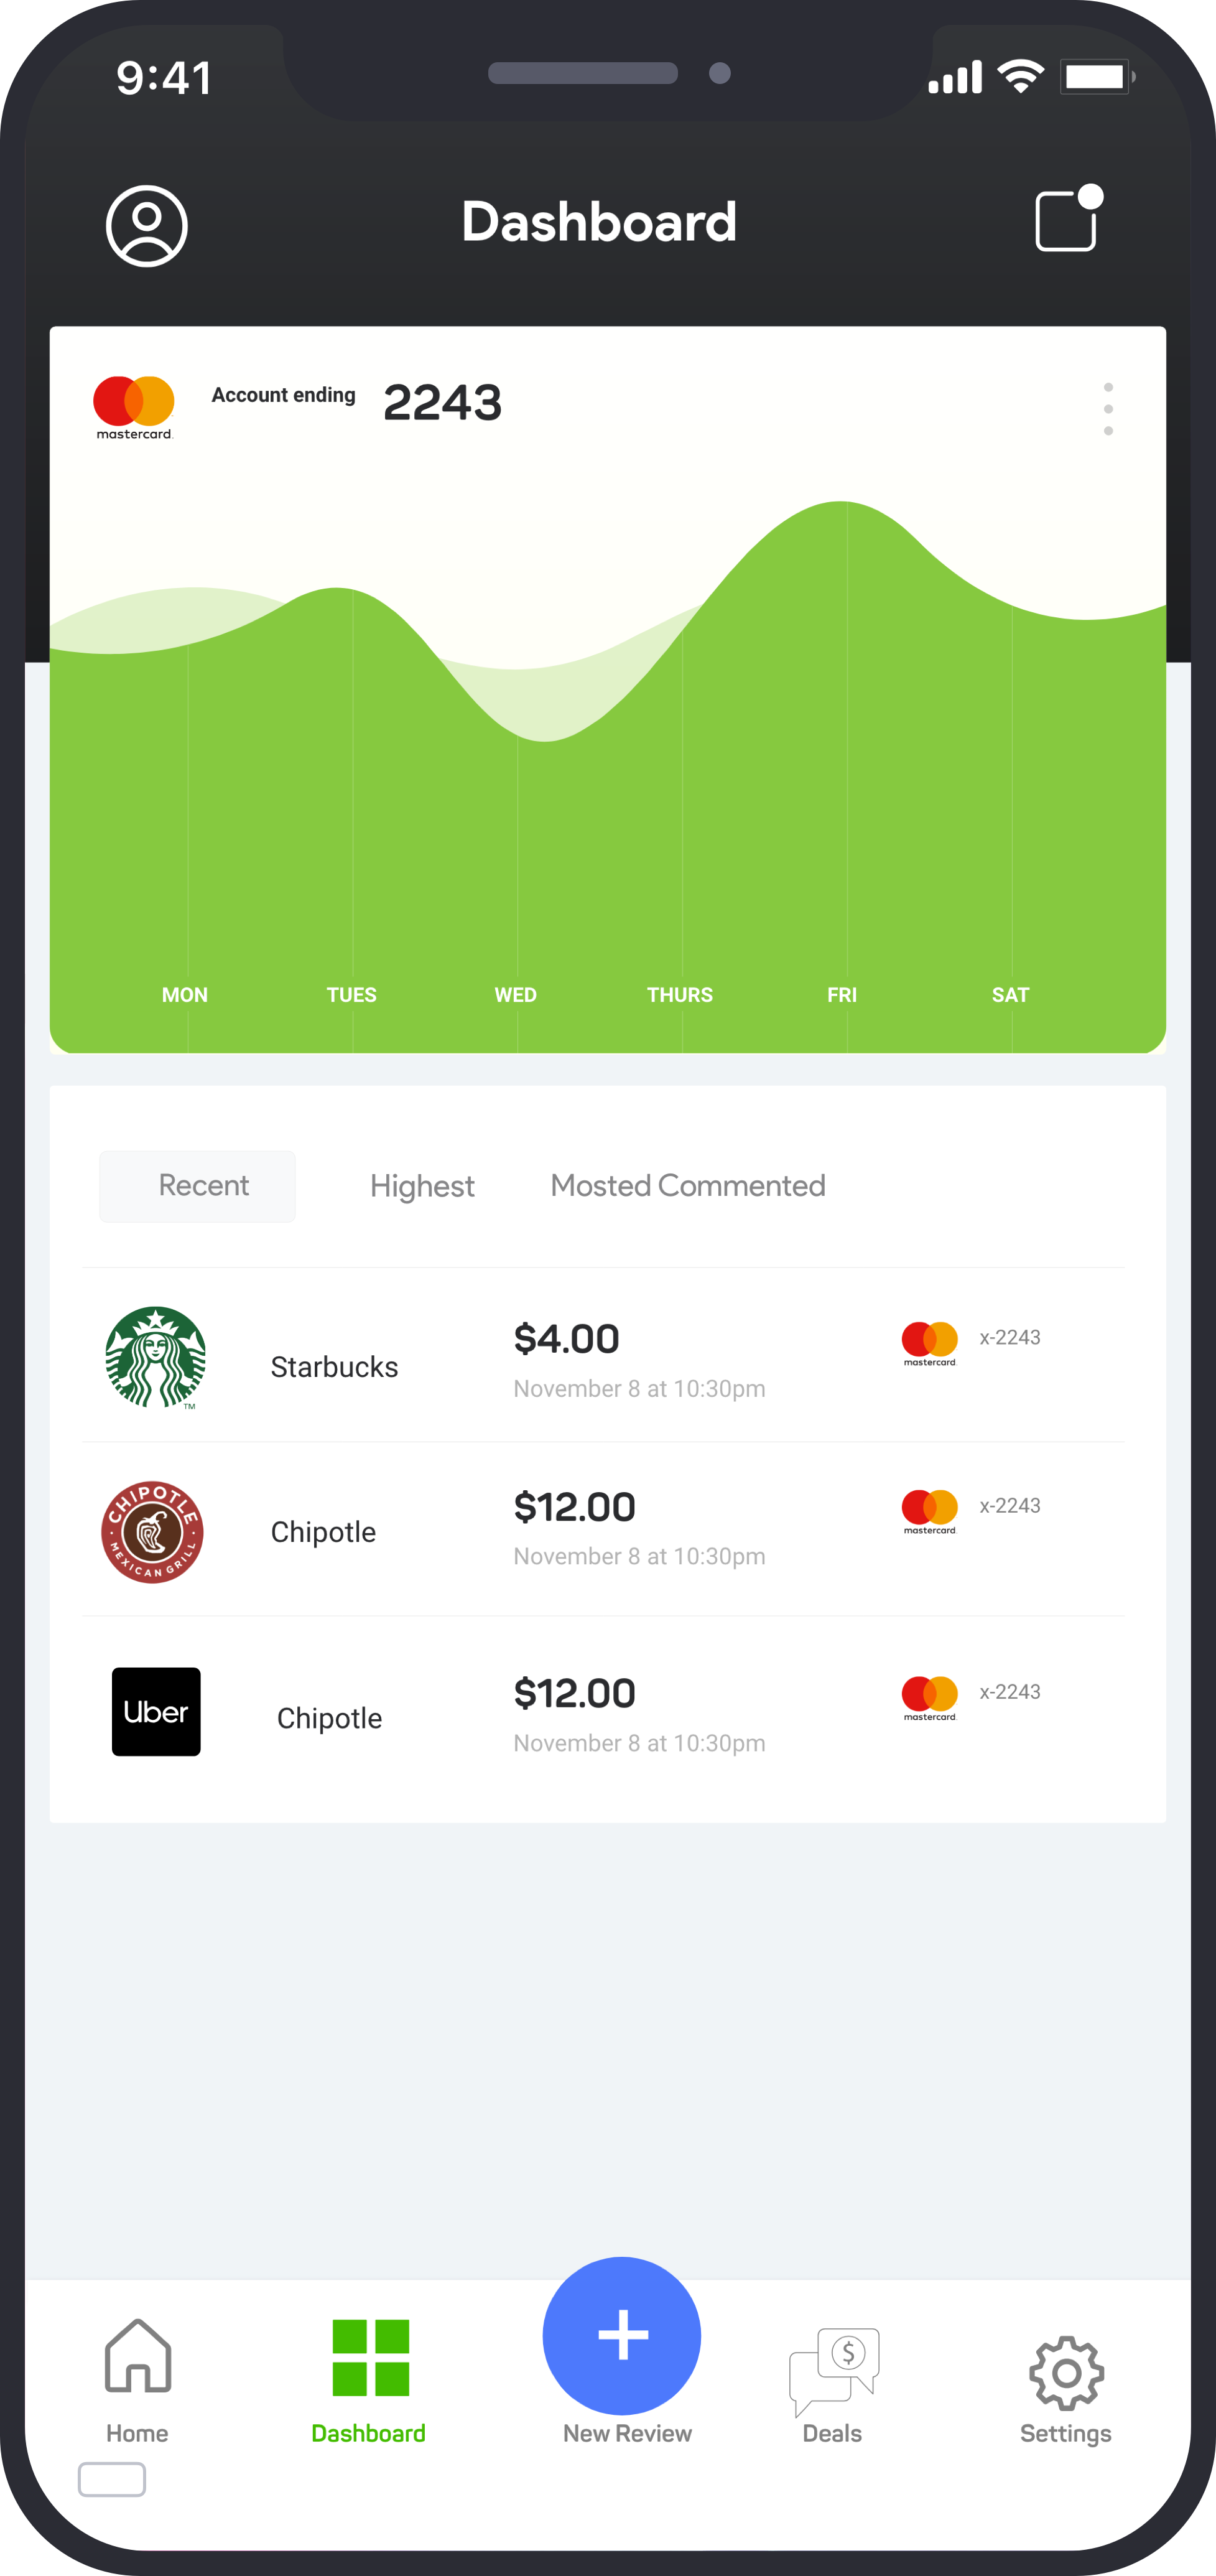 9:41
Dashboard
mastercard.
Account ending 2243
MON TUES WED THURS FRI SAT
Recent Highest Mosted Commented
Starbucks
TM
$4.00
November 8 at 10:30pm
mastercard.
x-2243
CHIPOTLE
MEXICAN GRILL
Chipotle
$12.00
November 8 at 10:30pm
mastercard.
x-2243
Uber
Chipotle
$12.00
November 8 at 10:30pm
mastercard.
x-2243
$
Home Dashboard New Review Deals Settings